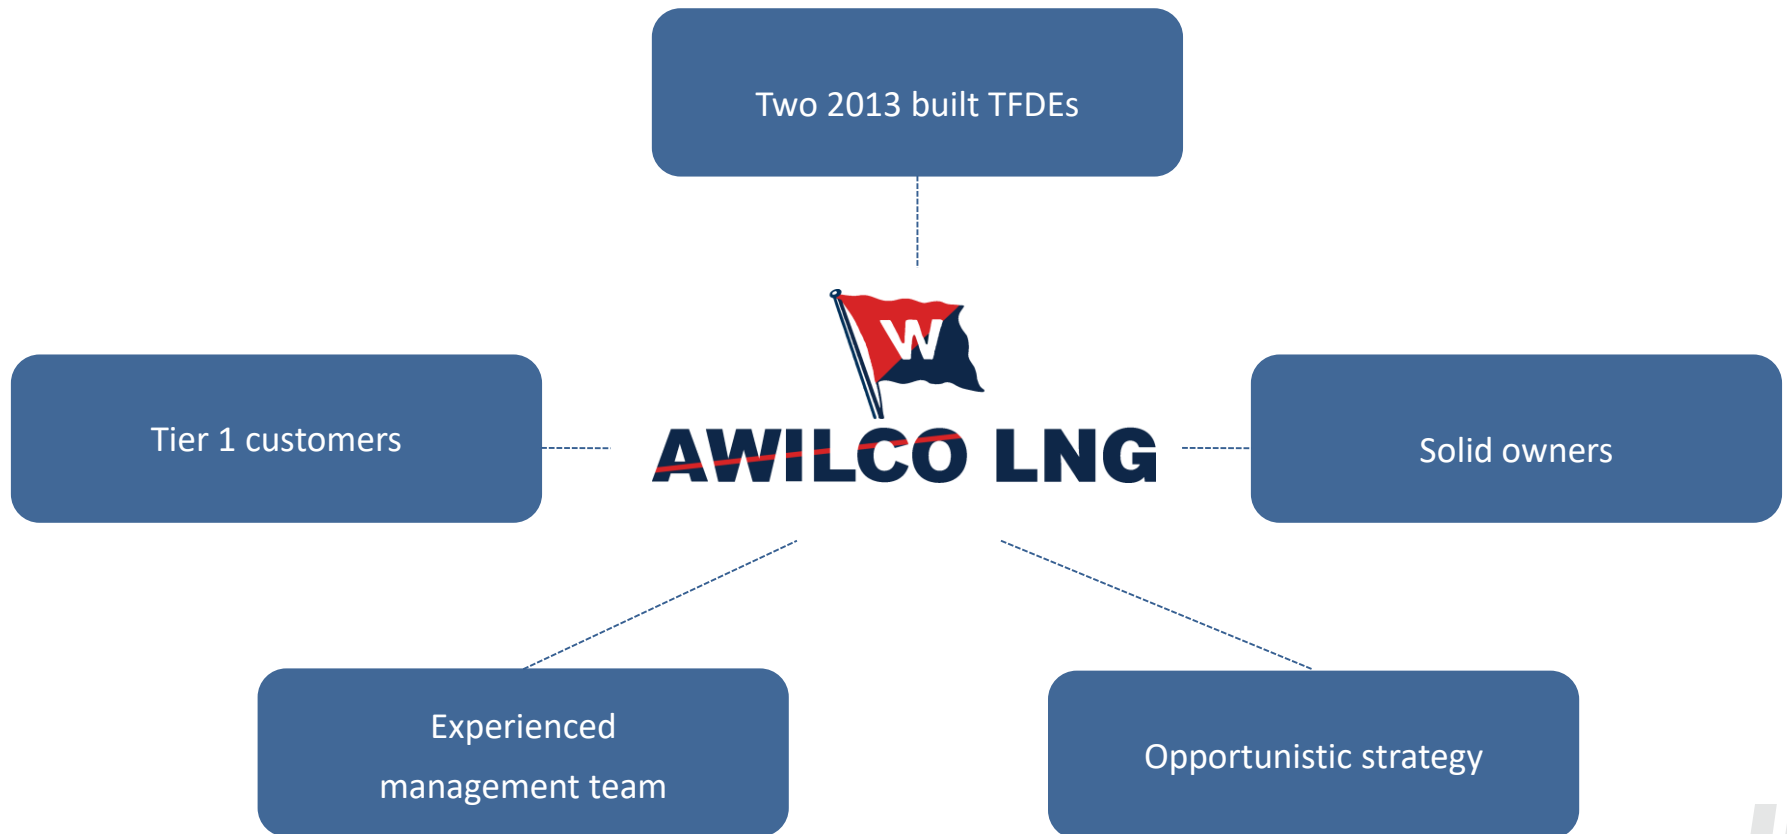 Two 2013 built TFDEs
W
AWILCO LNG
Tier 1 customers
Solid owners
Experienced
management team
Opportunistic strategy